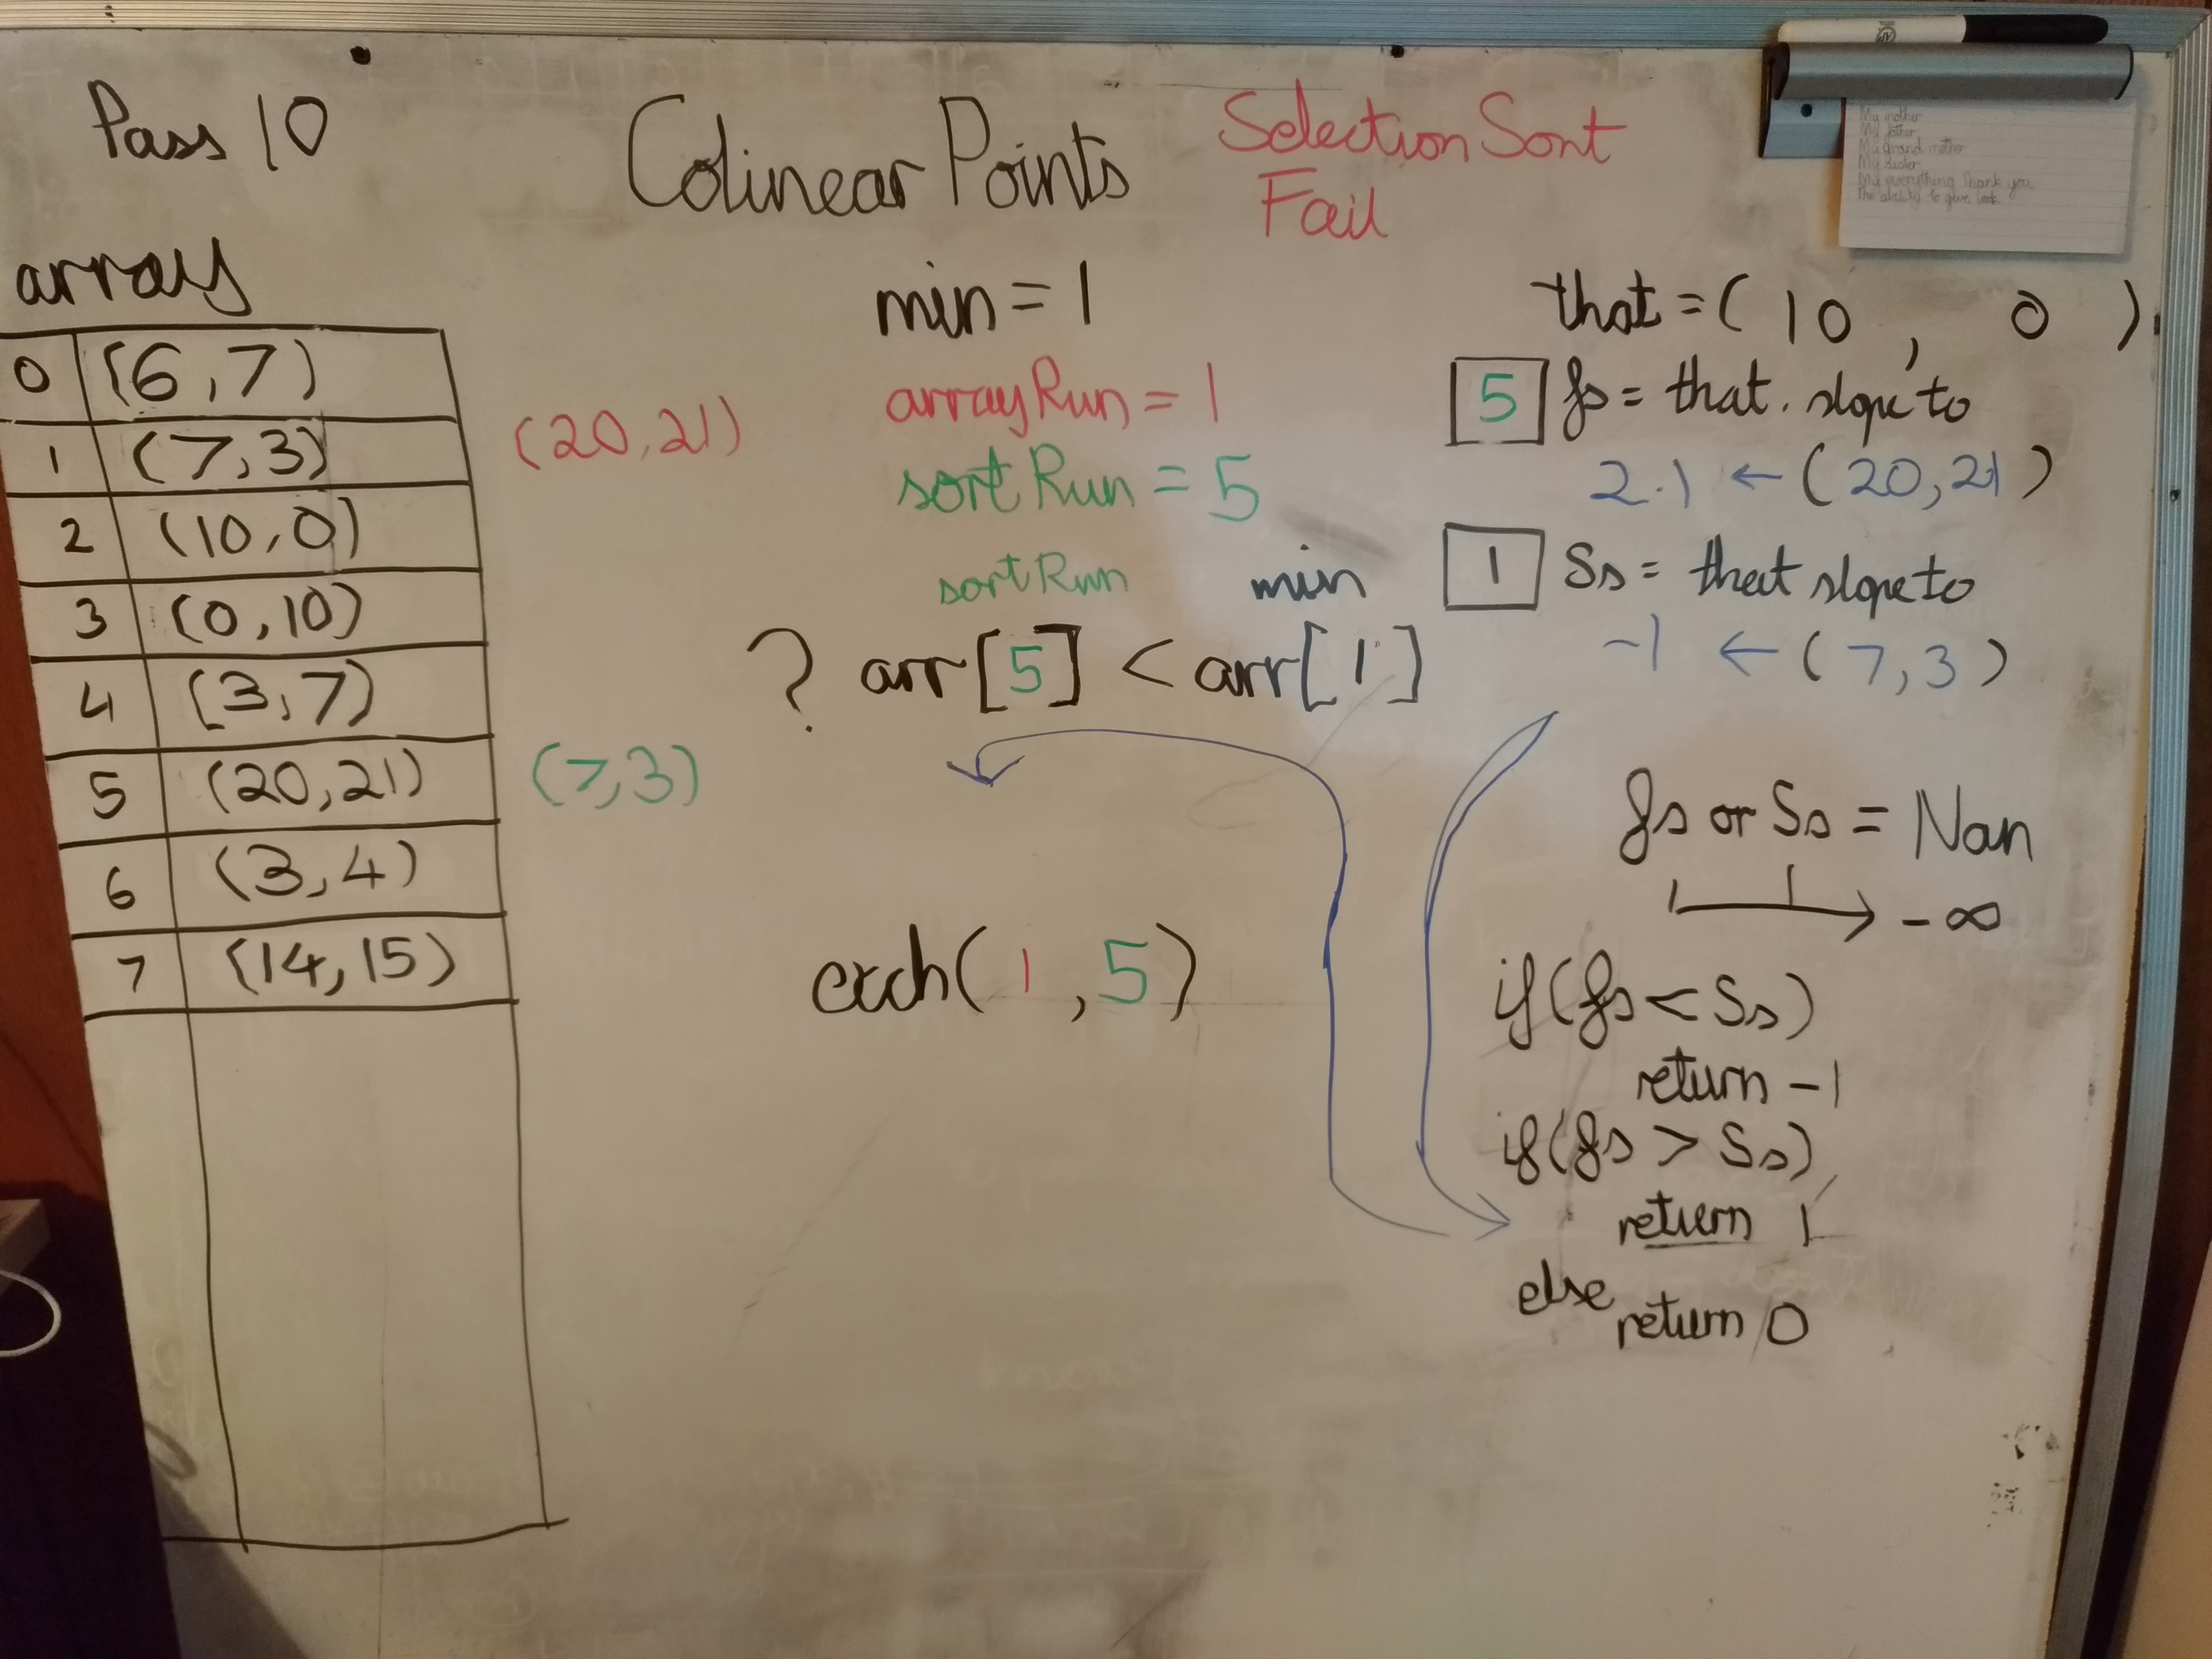 Pass 10
Colinear Points
Selection Sort
Fail
My mother
My father
My grand mother
My sister
My everything Thank you
The ability to give back
array
0 (6,7)
1 (7,3)
2 (10,0)
3 (0,10)
4 (3,7)
5 (20,21)
6 (3,4)
7 (14,15)
(20,21)
(7,3)
min = 1
arrayRun = 1
sortRun = 5
sortRun min
? arr[5] < arr[1]
exch(1,5)
that = (10, 0)
5 fs = that. slope to
2.1 ← (20,21)
1 Ss = that slope to
-1 ← (7,3)
fs or Ss = Nan
→ -∞
if(fs < Ss)
return -1
if(fs > Ss)
return 1
else
return 0